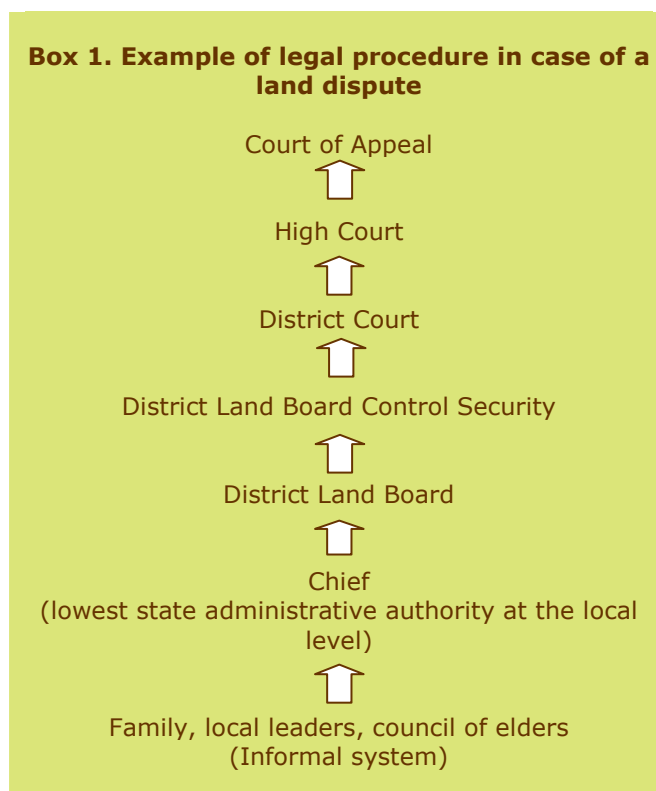 Box 1. Example of legal procedure in case of a
land dispute
Court of Appeal
High Court
District Court
District Land Board Control Security
District Land Board
Chief
(lowest state administrative authority at the local
level)
Family, local leaders, council of elders
(Informal system)